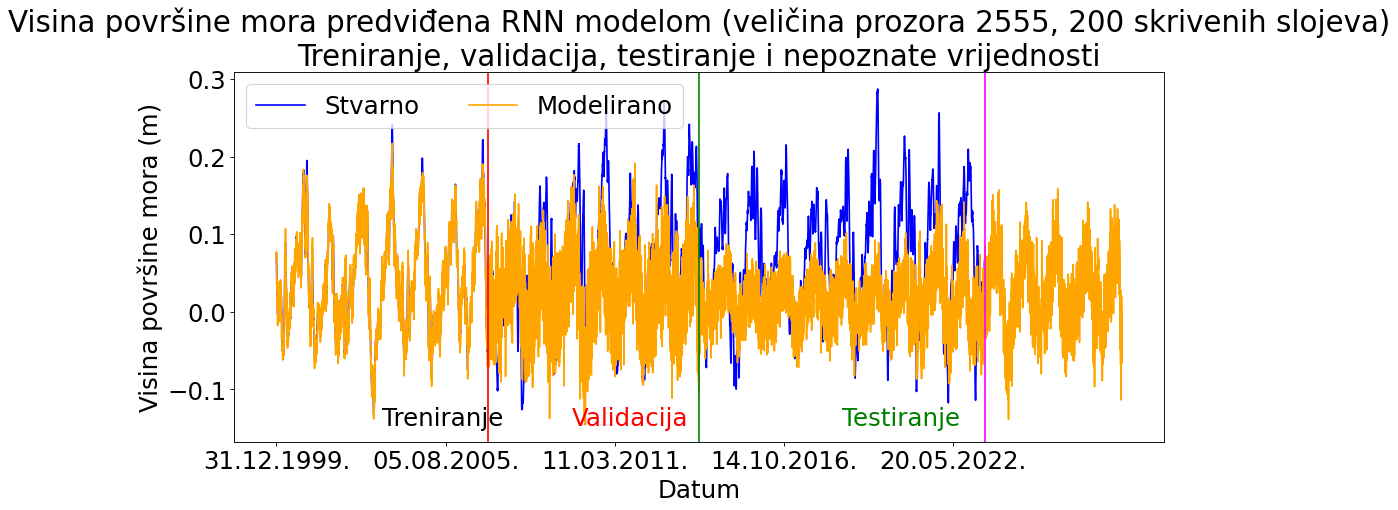 Visina površine mora predviđena RNN modelom (veličina prozora 2555, 200 skrivenih slojeva)
Treniranje, validacija, testiranje i nepoznate vrijednosti
Stvarno Modelirano
Visina površine mora (m)
0.3
0.2
0.1
0.0
−0.1
Treniranje Validacija Testiranje
31.12.1999. 05.08.2005. 11.03.2011. 14.10.2016. 20.05.2022.
Datum